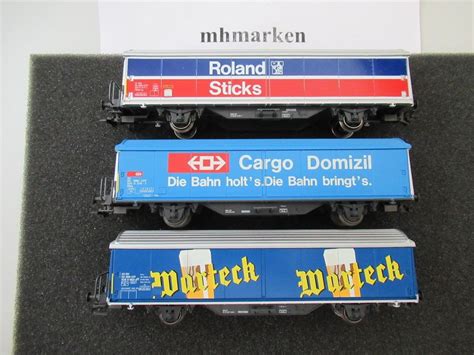 mhmarken
Roland
Sticks
Cargo Domizil
Die Bahn holt's. Die Bahn bringt's.
Warteck Warteck